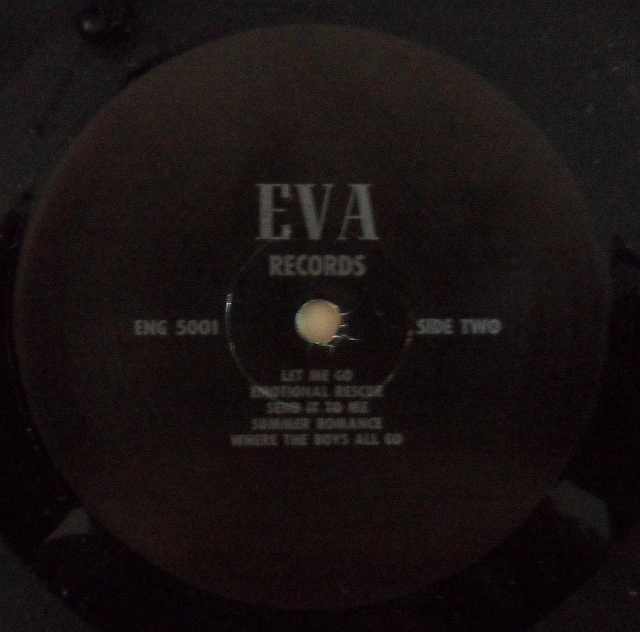 EVA
RECORDS
ENG 5001 SIDE TWO
LET ME GO
EMOTIONAL RESCUE
SEND IT TO ME
SUMMER ROMANCE
WHERE THE BOYS ALL GO